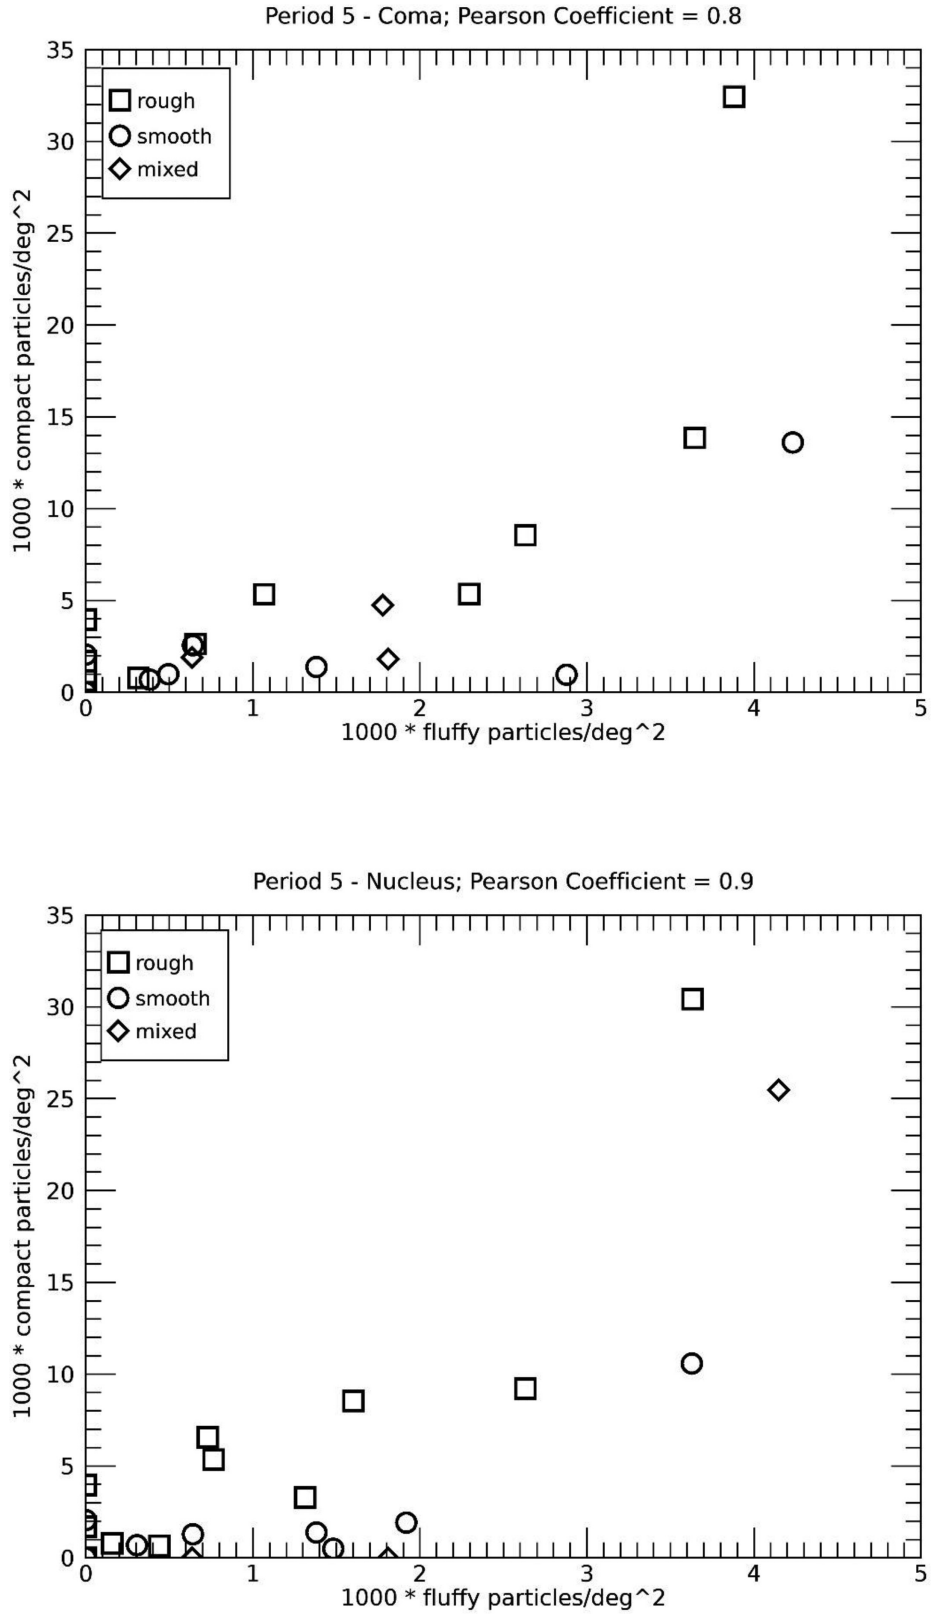 Period 5 - Coma; Pearson Coefficient = 0.8
35
30
25
20
15
10
5
0
rough
smooth
mixed
1000 * compact particles/deg^2
0 1 2 3 4 5
1000 * fluffy particles/deg^2
Period 5 - Nucleus; Pearson Coefficient = 0.9
35
30
25
20
15
10
5
0
rough
smooth
mixed
1000 * compact particles/deg^2
0 1 2 3 4 5
1000 * fluffy particles/deg^2